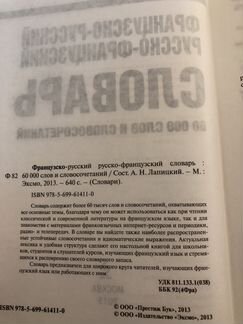 ФРАНЦУЗСКО-РУССКИЙ
РУССКО-ФРАНЦУЗСКИЙ
СЛОВАРЬ
60 000 СЛОВ И СЛОВОСОЧЕТАНИЙ
Французско-русский русско-французский словарь :
Ф 82 60 000 слов и словосочетаний / Сост. А. Н. Лапицкий. – М. :
Эксмо, 2013. – 640 с. – (Словари).
ISBN 978-5-699-61411-0
Словарь содержит более 60 тысяч слов и словосочетаний, охватывающих
все основные темы, благодаря чему он может использоваться как при чтении
классической и современной литературы на французском языке, так и для
знакомства с материалами франкоязычных интернет-ресурсов и периодики,
радио- и телепередач. В словаре вы также найдете наиболее распространен-
ные устойчивые словосочетания и идиоматические выражения. Актуальная
лексика и удобная структура сделают это настольной книгой для школьников,
студентов и слушателей курсов, изучающих французский язык и стремя-
щихся к расширению своего словарного запаса.
Словарь предназначен для широкого круга читателей, изучающих фран-
цузский язык или работающих с ним.
УДК 811.133.1(038)
ББК 92(4Фра)
© ООО «Престиж Бук», 2013
ISBN 978-5-699-61411-0
© ООО «Издательство «Эксмо», 2013